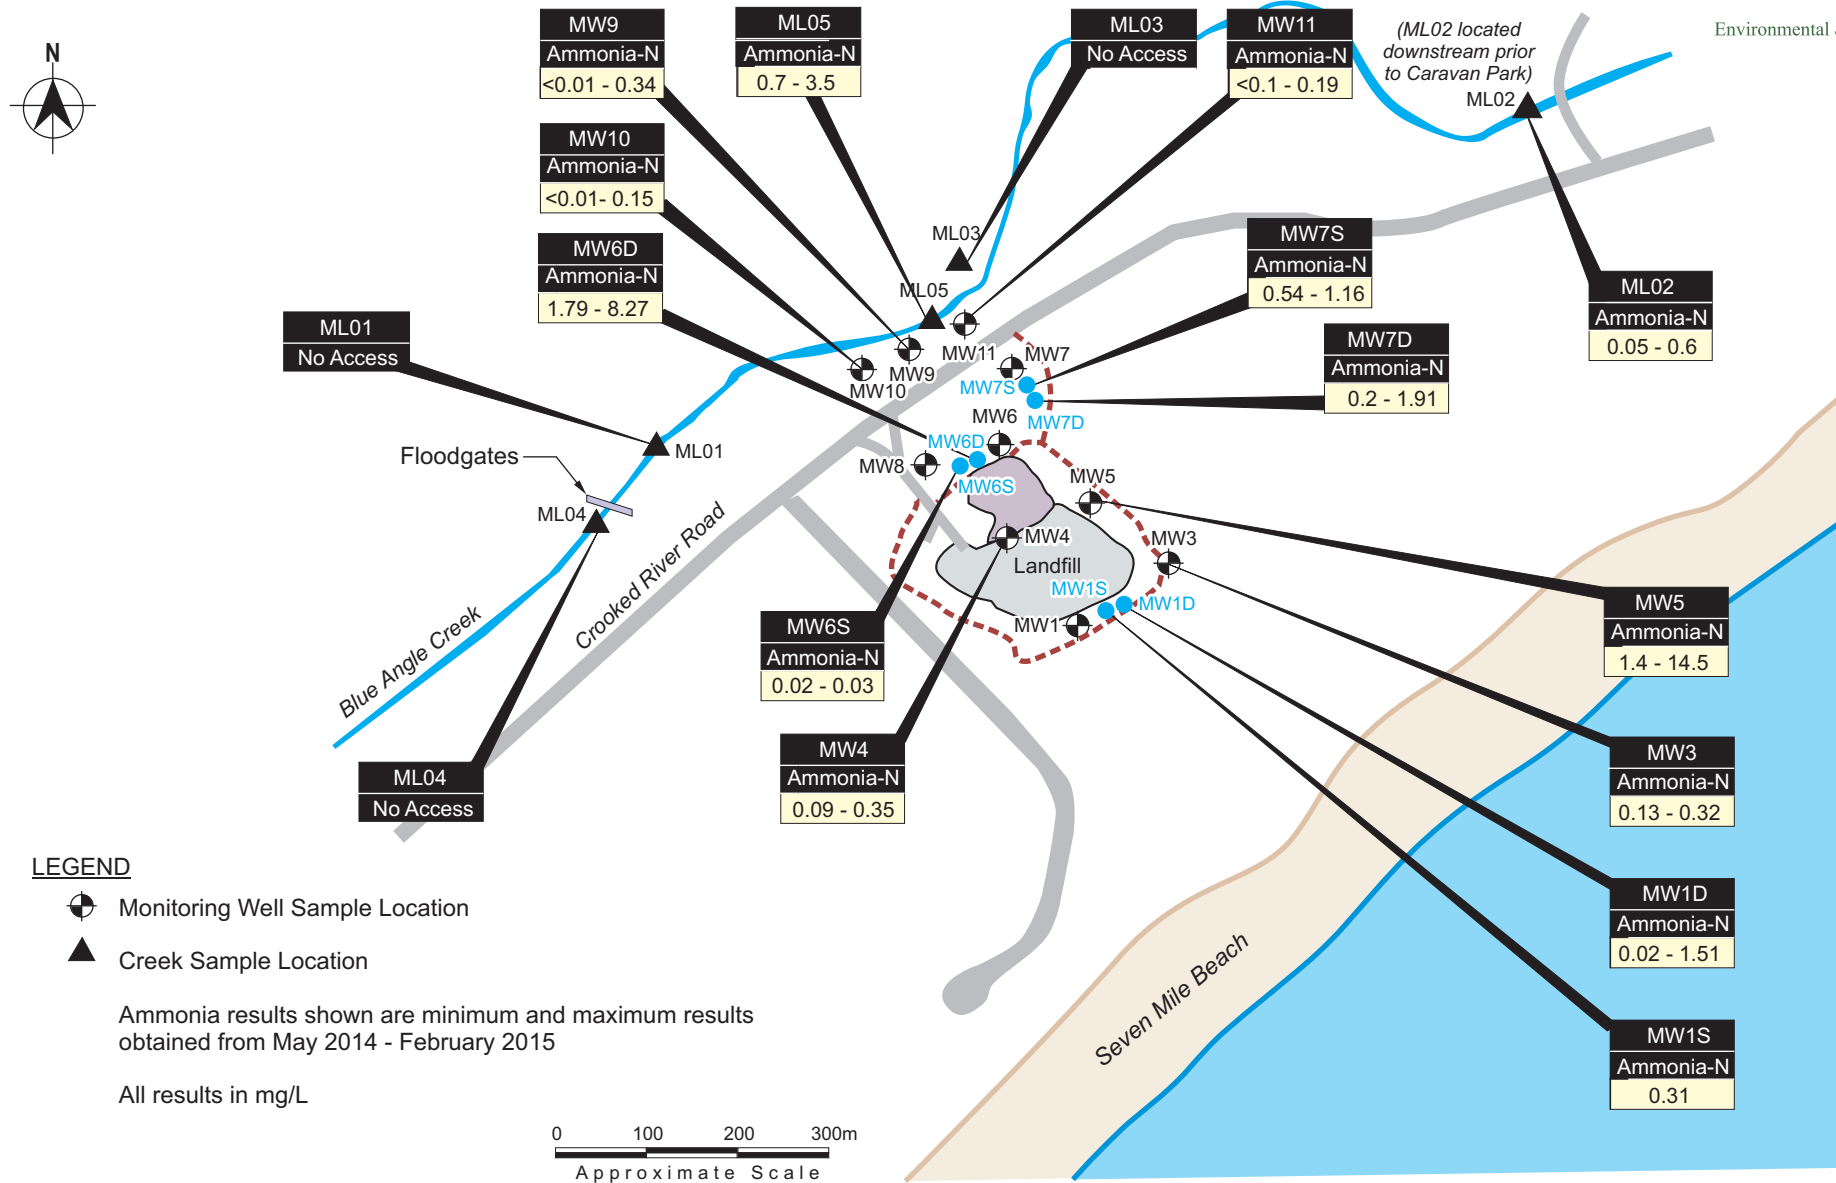 N
MW9
Ammonia-N
<0.01 - 0.34
ML05
Ammonia-N
0.7 - 3.5
ML03
No Access
MW11
Ammonia-N
<0.1 - 0.19
(ML02 located
downstream prior
to Caravan Park)
ML02
Environmental
MW10
Ammonia-N
<0.01- 0.15
MW6D
Ammonia-N
1.79 - 8.27
ML01
No Access
MW7S
Ammonia-N
0.54 - 1.16
MW7D
Ammonia-N
0.2 - 1.91
ML02
Ammonia-N
0.05 - 0.6
ML03
ML05
MW11
MW7
MW9
MW10
MW7S
MW7D
MW6
MW6D
MW8
MW6S
MW5
MW4
MW3
Landfill
MW1S
MW1D
MW1
ML01
Floodgates
ML04
Blue Angle Creek
Crooked River Road
MW6S
Ammonia-N
0.02 - 0.03
MW4
Ammonia-N
0.09 - 0.35
ML04
No Access
MW5
Ammonia-N
1.4 - 14.5
MW3
Ammonia-N
0.13 - 0.32
MW1D
Ammonia-N
0.02 - 1.51
MW1S
Ammonia-N
0.31
Seven Mile Beach
LEGEND
Monitoring Well Sample Location
Creek Sample Location
Ammonia results shown are minimum and maximum results
obtained from May 2014 - February 2015
All results in mg/L
0 100 200 300m
Approximate Scale